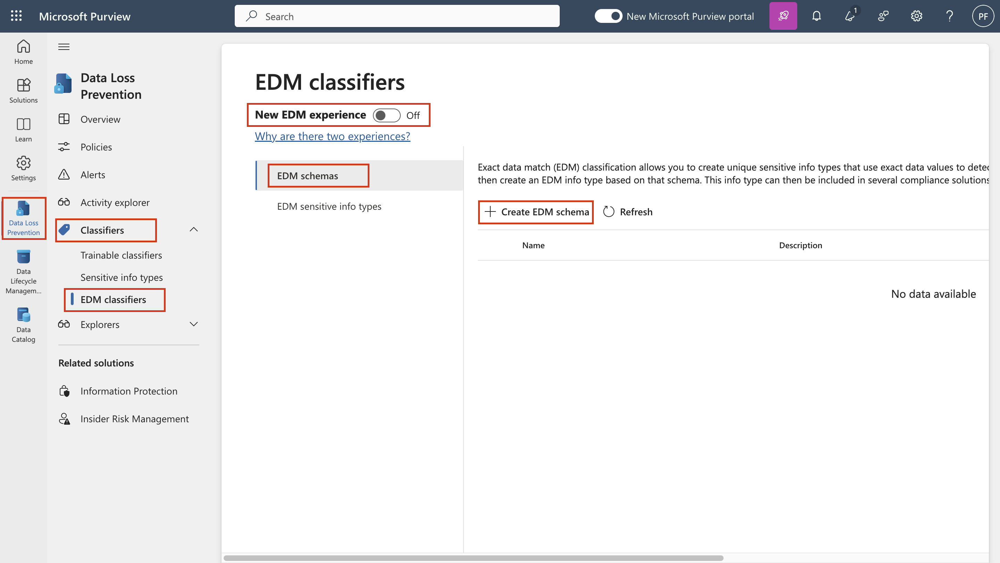 Microsoft Purview
Search
New Microsoft Purview portal
1
PF
Home
Solutions
Learn
Settings
Data Loss
Prevention
Data
Lifecycle
Managem...
Data
Catalog
Data Loss
Prevention
Overview
Policies
Alerts
Activity explorer
Classifiers
Trainable classifiers
Sensitive info types
EDM classifiers
Explorers
Related solutions
Information Protection
Insider Risk Management
EDM classifiers
New EDM experience Off
Why are there two experiences?
EDM schemas
EDM sensitive info types
Exact data match (EDM) classification allows you to create unique sensitive info types that use exact data values to
then create an EDM info type based on that schema. This info type can then be included in several compliance solutions
Create EDM schema Refresh
Name Description
No data available